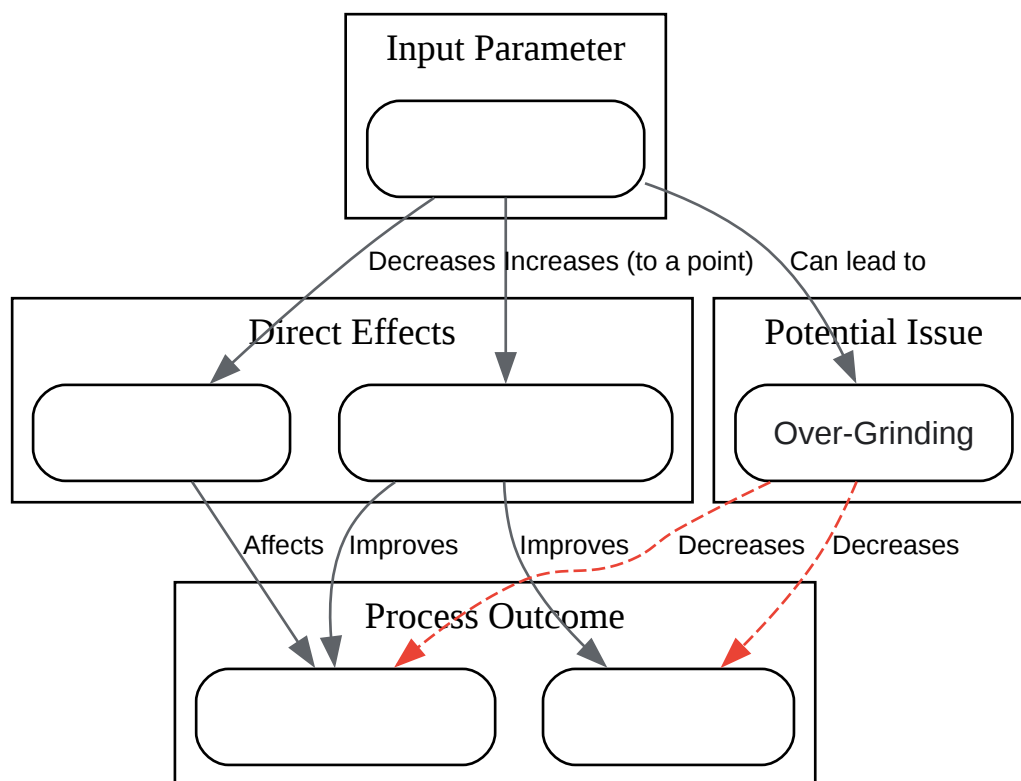 Input Parameter
Decreases
Increases (to a point)
Can lead to
Direct Effects
Potential Issue
Over-Grinding
Affects
Improves
Improves
Decreases
Decreases
Process Outcome